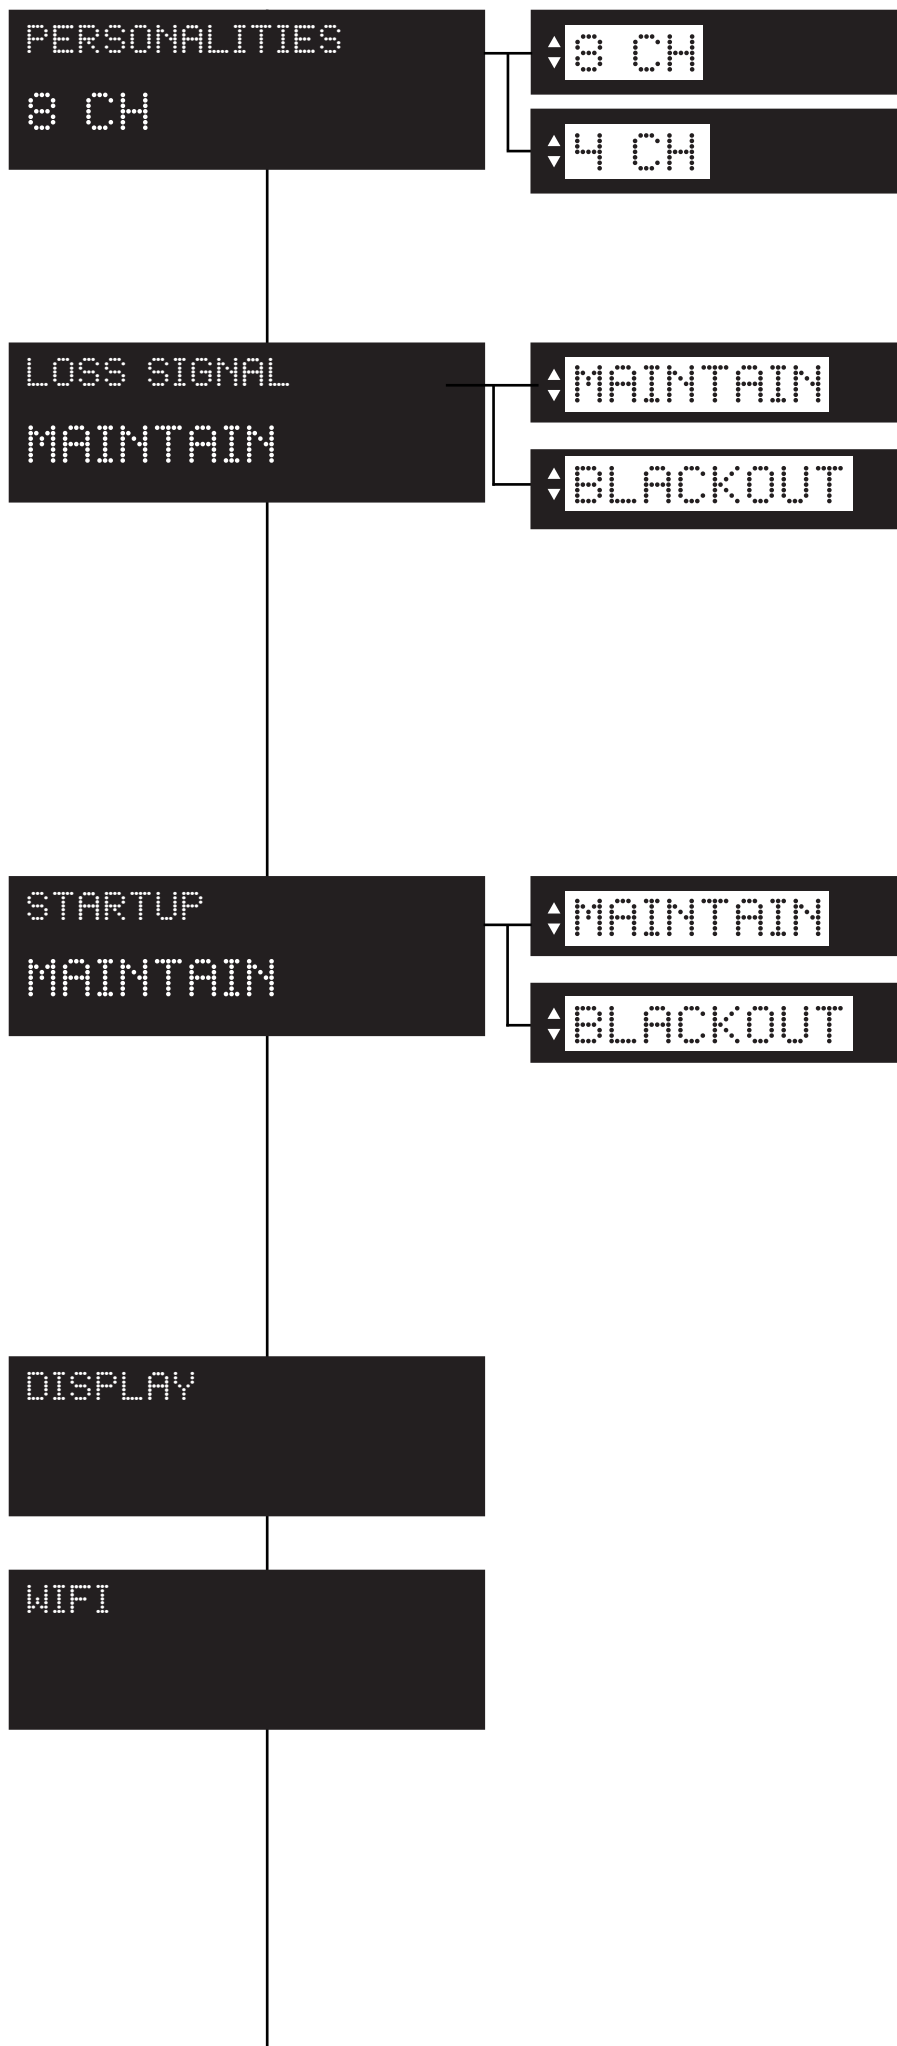 PERSONALITIES
8 CH
8 CH
4 CH
LOSS SIGNAL
MAINTAIN
MAINTAIN
BLACKOUT
STARTUP
MAINTAIN
MAINTAIN
BLACKOUT
DISPLAY
WIFI